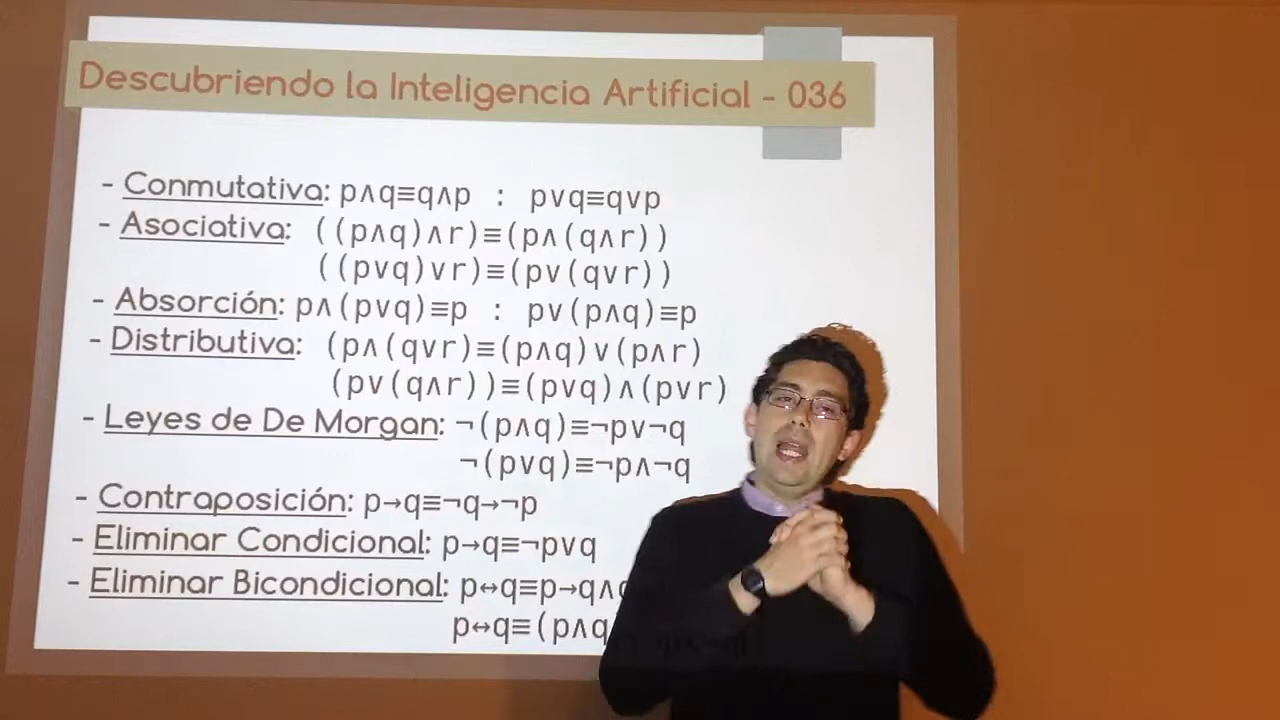 Descubriendo la Inteligencia Artificial - 036
- Conmutativa: p∧q≡q∧p : p∨q≡q∨p
- Asociativa: ((p∧q)∧r)≡(p∧(q∧r))
((p∨q)∨r)≡(p∨(q∨r))
- Absorción: p∧(p∨q)≡p : p∨(p∧q)≡p
- Distributiva: (p∧(q∨r)≡(p∧q)∨(p∧r)
(p∨(q∧r))≡(p∨q)∧(p∨r)
- Leyes de De Morgan: ¬(p∧q)≡¬p∨¬q
¬(p∨q)≡¬p∧¬q
- Contraposición: p→q≡¬q→¬p
- Eliminar Condicional: p→q≡¬p∨q
- Eliminar Bicondicional: p↔q≡p→q∧
p↔q≡(p∧q